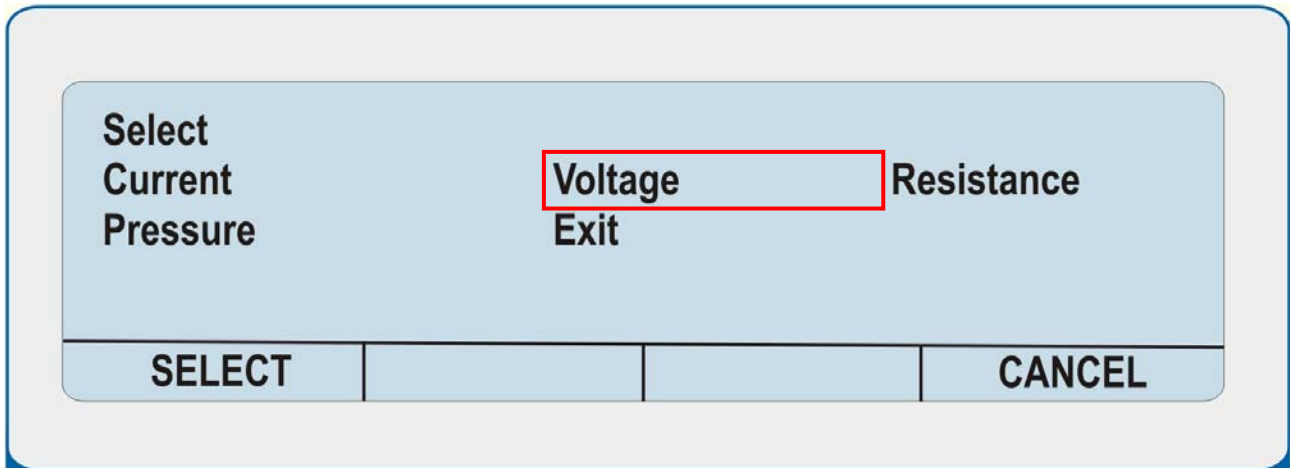 Select
Current Voltage Resistance
Pressure Exit
SELECT CANCEL